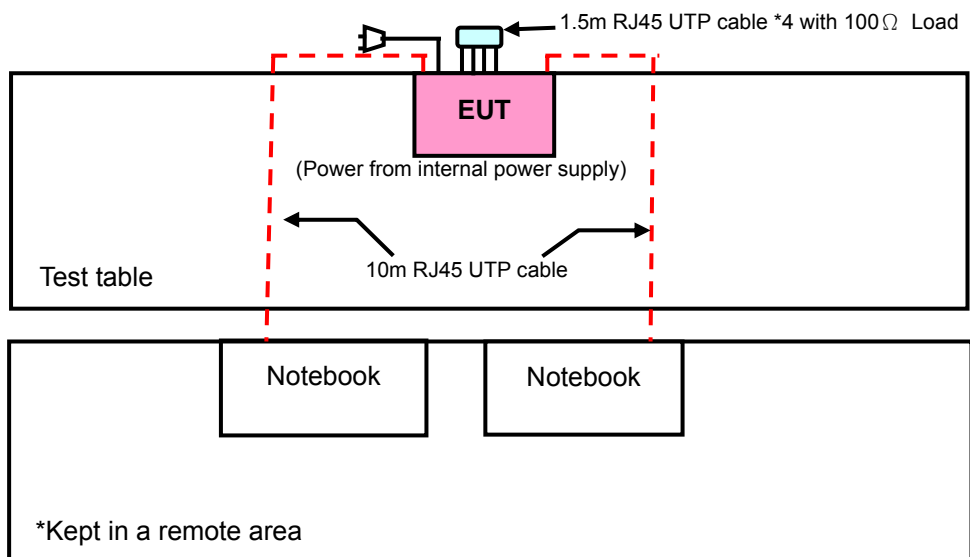 1.5m RJ45 UTP cable *4 with 100Ω Load
EUT
(Power from internal power supply)
10m RJ45 UTP cable
Test table
Notebook
Notebook
*Kept in a remote area